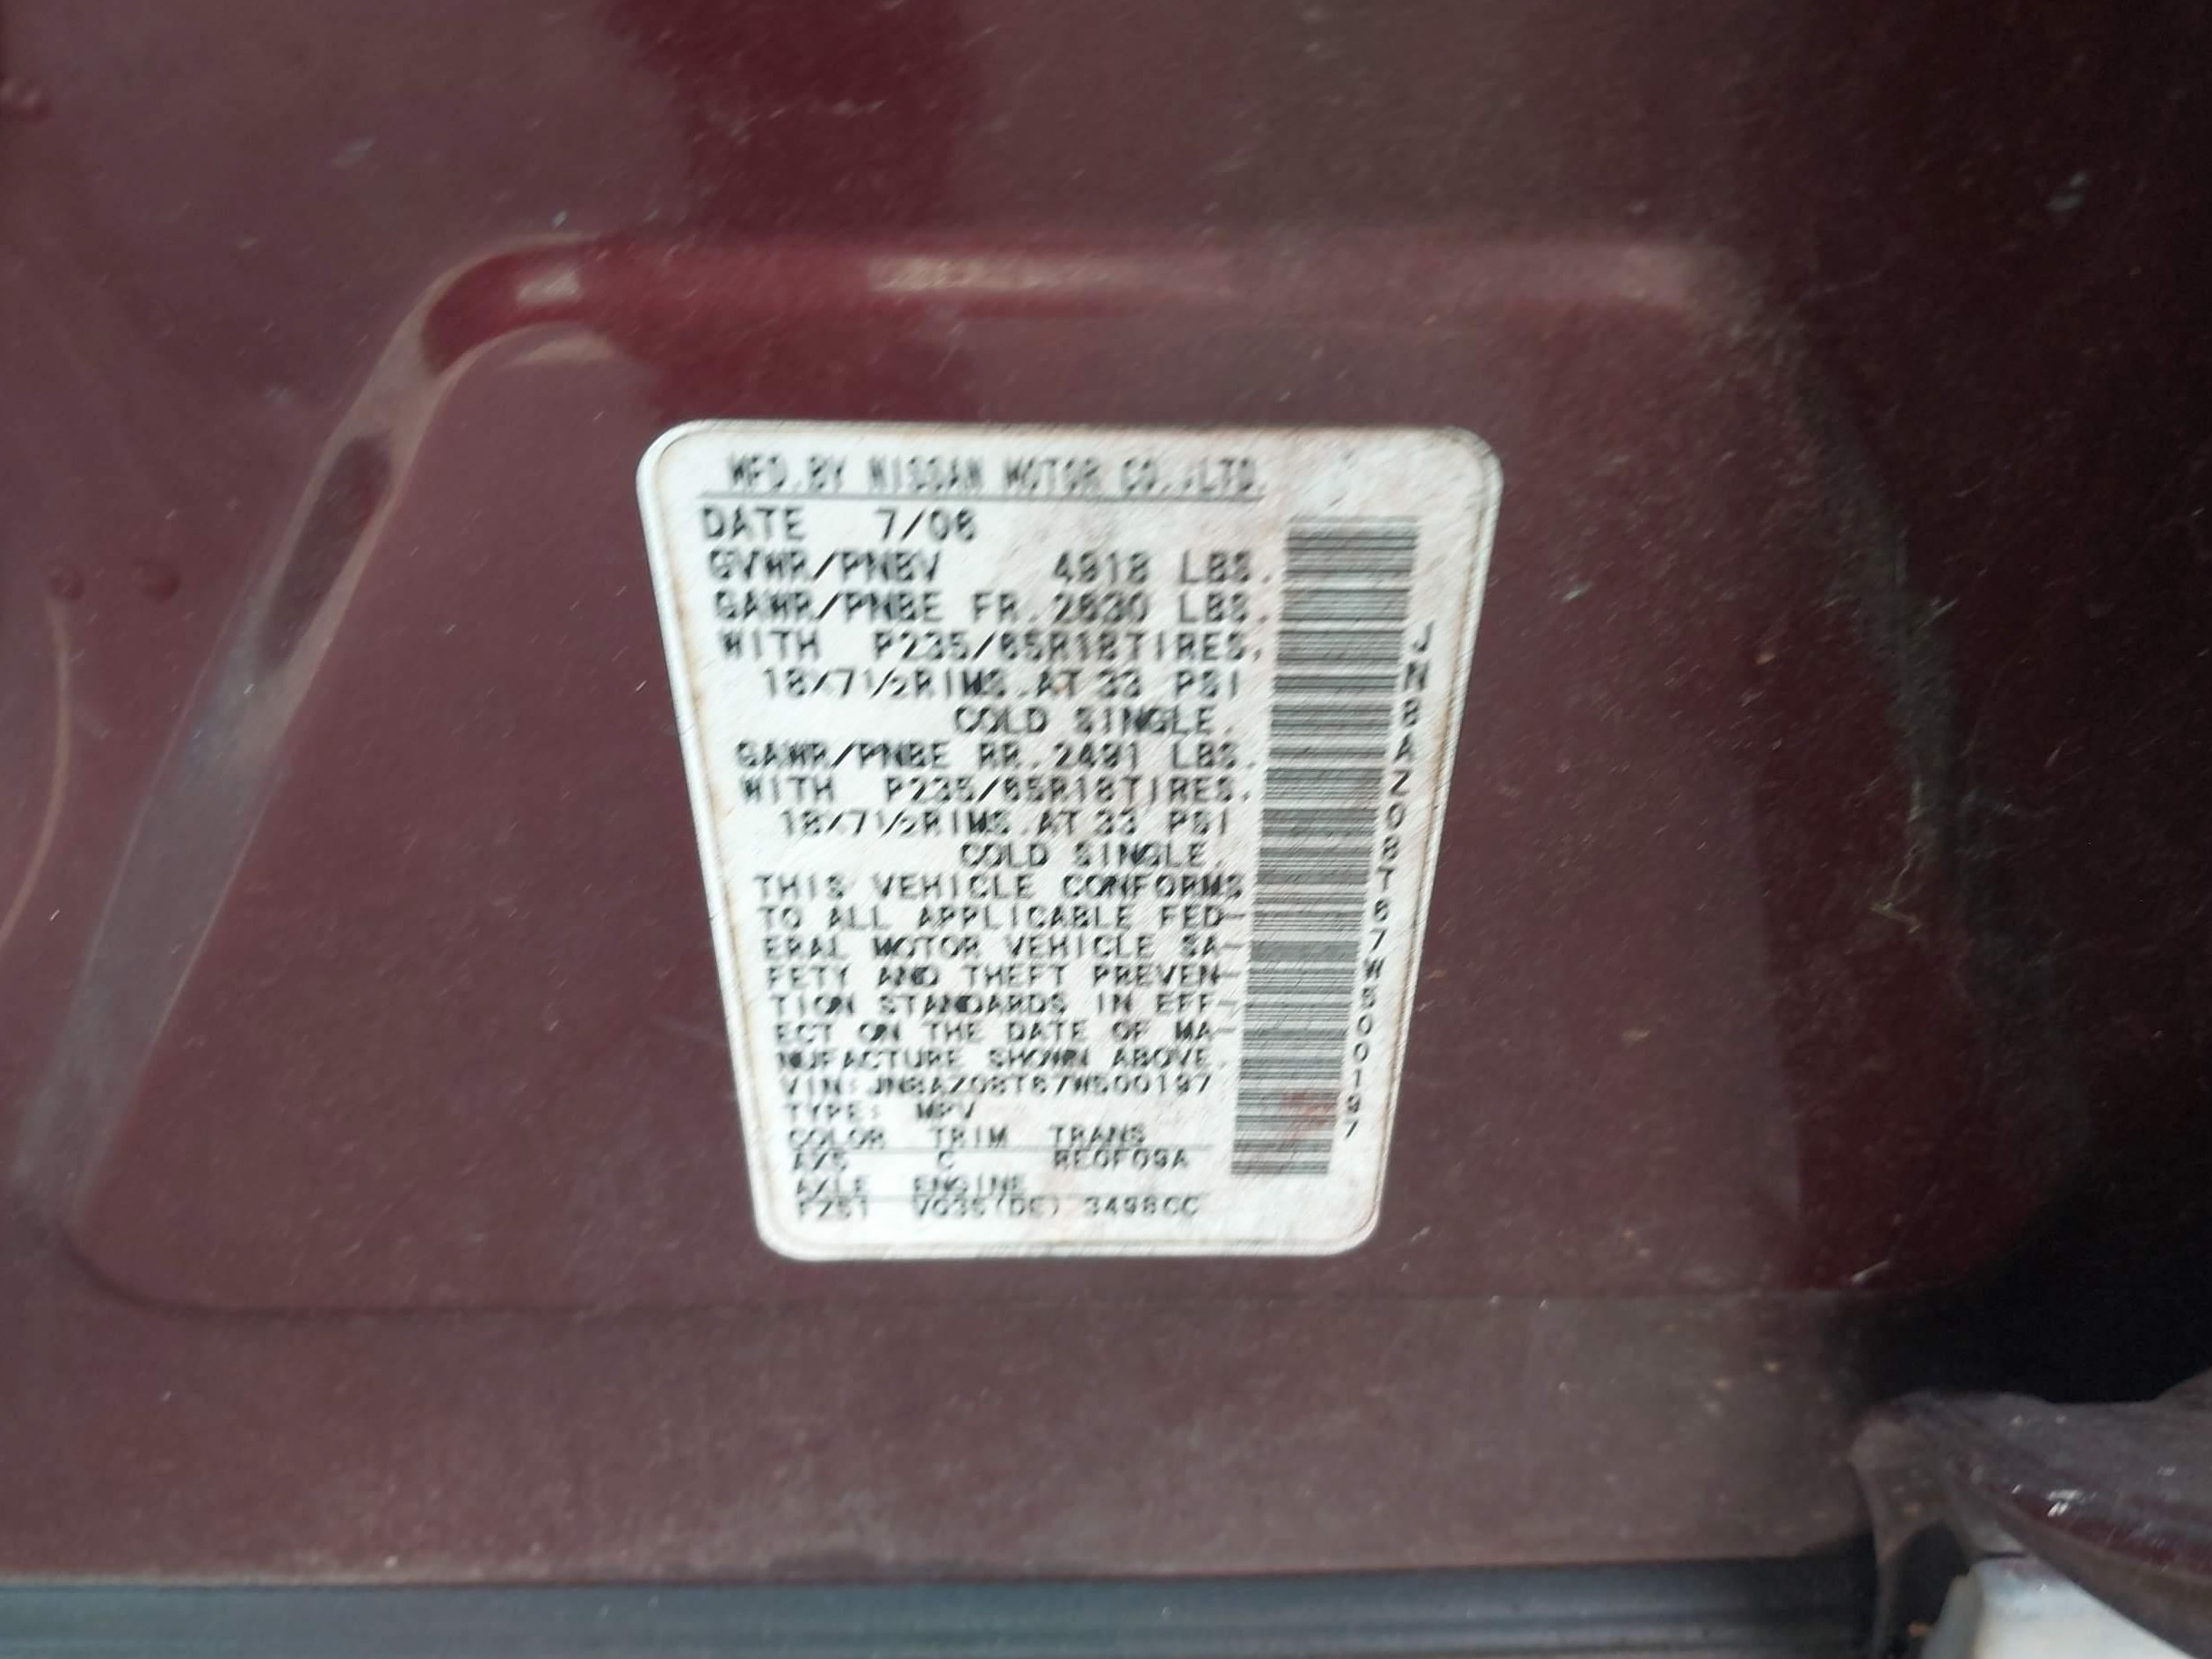 MFD.BY NISSAN MOTOR CO.,LTD.
DATE 7/06
GVWR/PNBV 4918 LBS.
GAWR/PNBE FR.2630 LBS.
WITH P235/65R18TIRES,
18X7½RIMS.AT 33 PSI
COLD SINGLE.
GAWR/PNBE RR.2491 LBS.
WITH P235/65R18TIRES,
18X7½RIMS.AT 33 PSI
COLD SINGLE.
THIS VEHICLE CONFORMS
TO ALL APPLICABLE FED-
ERAL MOTOR VEHICLE SA-
FETY AND THEFT PREVEN-
TION STANDARDS IN EFF-
ECT ON THE DATE OF MA-
NUFACTURE SHOWN ABOVE.
VIN:JN8AZ08T67W500197
TYPE: MPV
COLOR TRIM TRANS
AX5 C RE0F09A
AXLE ENGINE
VQ35(DE) 3498CC
JN8AZ08T67W500197